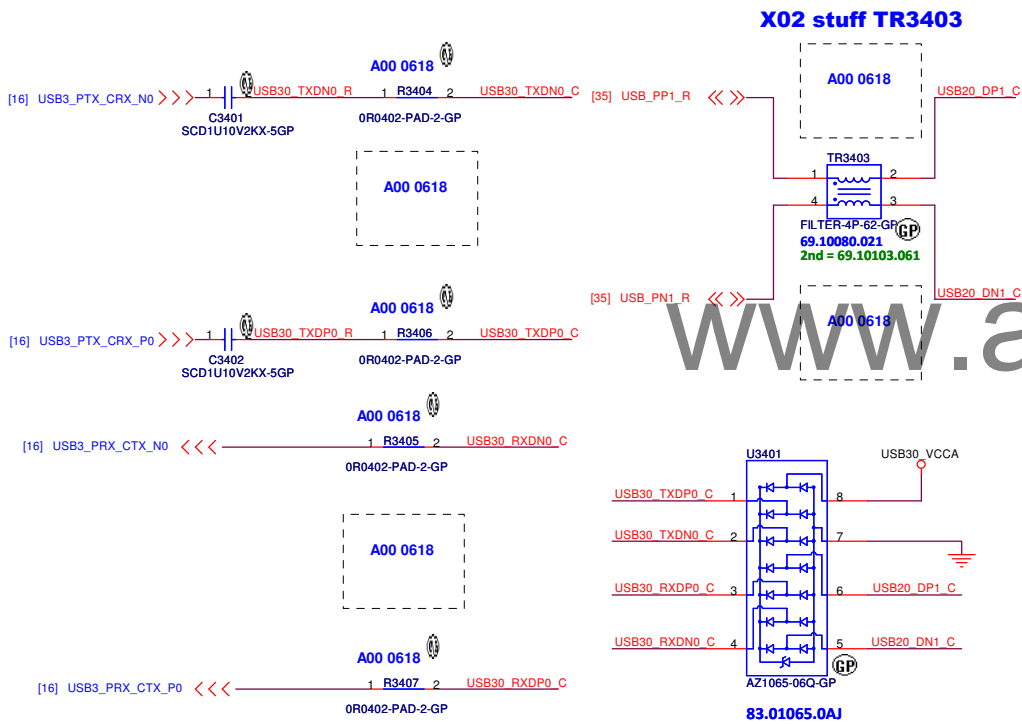 X02 stuff TR3403
A00 0618
[16] USB3_PTX_CRX_N0
1
C3401
SCD1U10V2KX-5GP
USB30_TXDN0_R
1 R3404 2
0R0402-PAD-2-GP
USB30_TXDN0_C
A00 0618
[35] USB_PP1_R
A00 0618
USB20_DP1_C
TR3403
1 2
4 3
FILTER-4P-62-GP
GP
69.10080.021
2nd = 69.10103.061
[35] USB_PN1_R
USB20_DN1_C
A00 0618
www.a
A00 0618
[16] USB3_PTX_CRX_P0
1
C3402
SCD1U10V2KX-5GP
USB30_TXDP0_R
1 R3406 2
0R0402-PAD-2-GP
USB30_TXDP0_C
A00 0618
[16] USB3_PRX_CTX_N0
1 R3405 2
0R0402-PAD-2-GP
USB30_RXDN0_C
A00 0618
A00 0618
[16] USB3_PRX_CTX_P0
1 R3407 2
0R0402-PAD-2-GP
USB30_RXDP0_C
U3401
USB30_VCCA
USB30_TXDP0_C 1 8
USB30_TXDN0_C 2 7
USB30_RXDP0_C 3 6 USB20_DP1_C
USB30_RXDN0_C 4 5 USB20_DN1_C
GP
AZ1065-06Q-GP
83.01065.0AJ